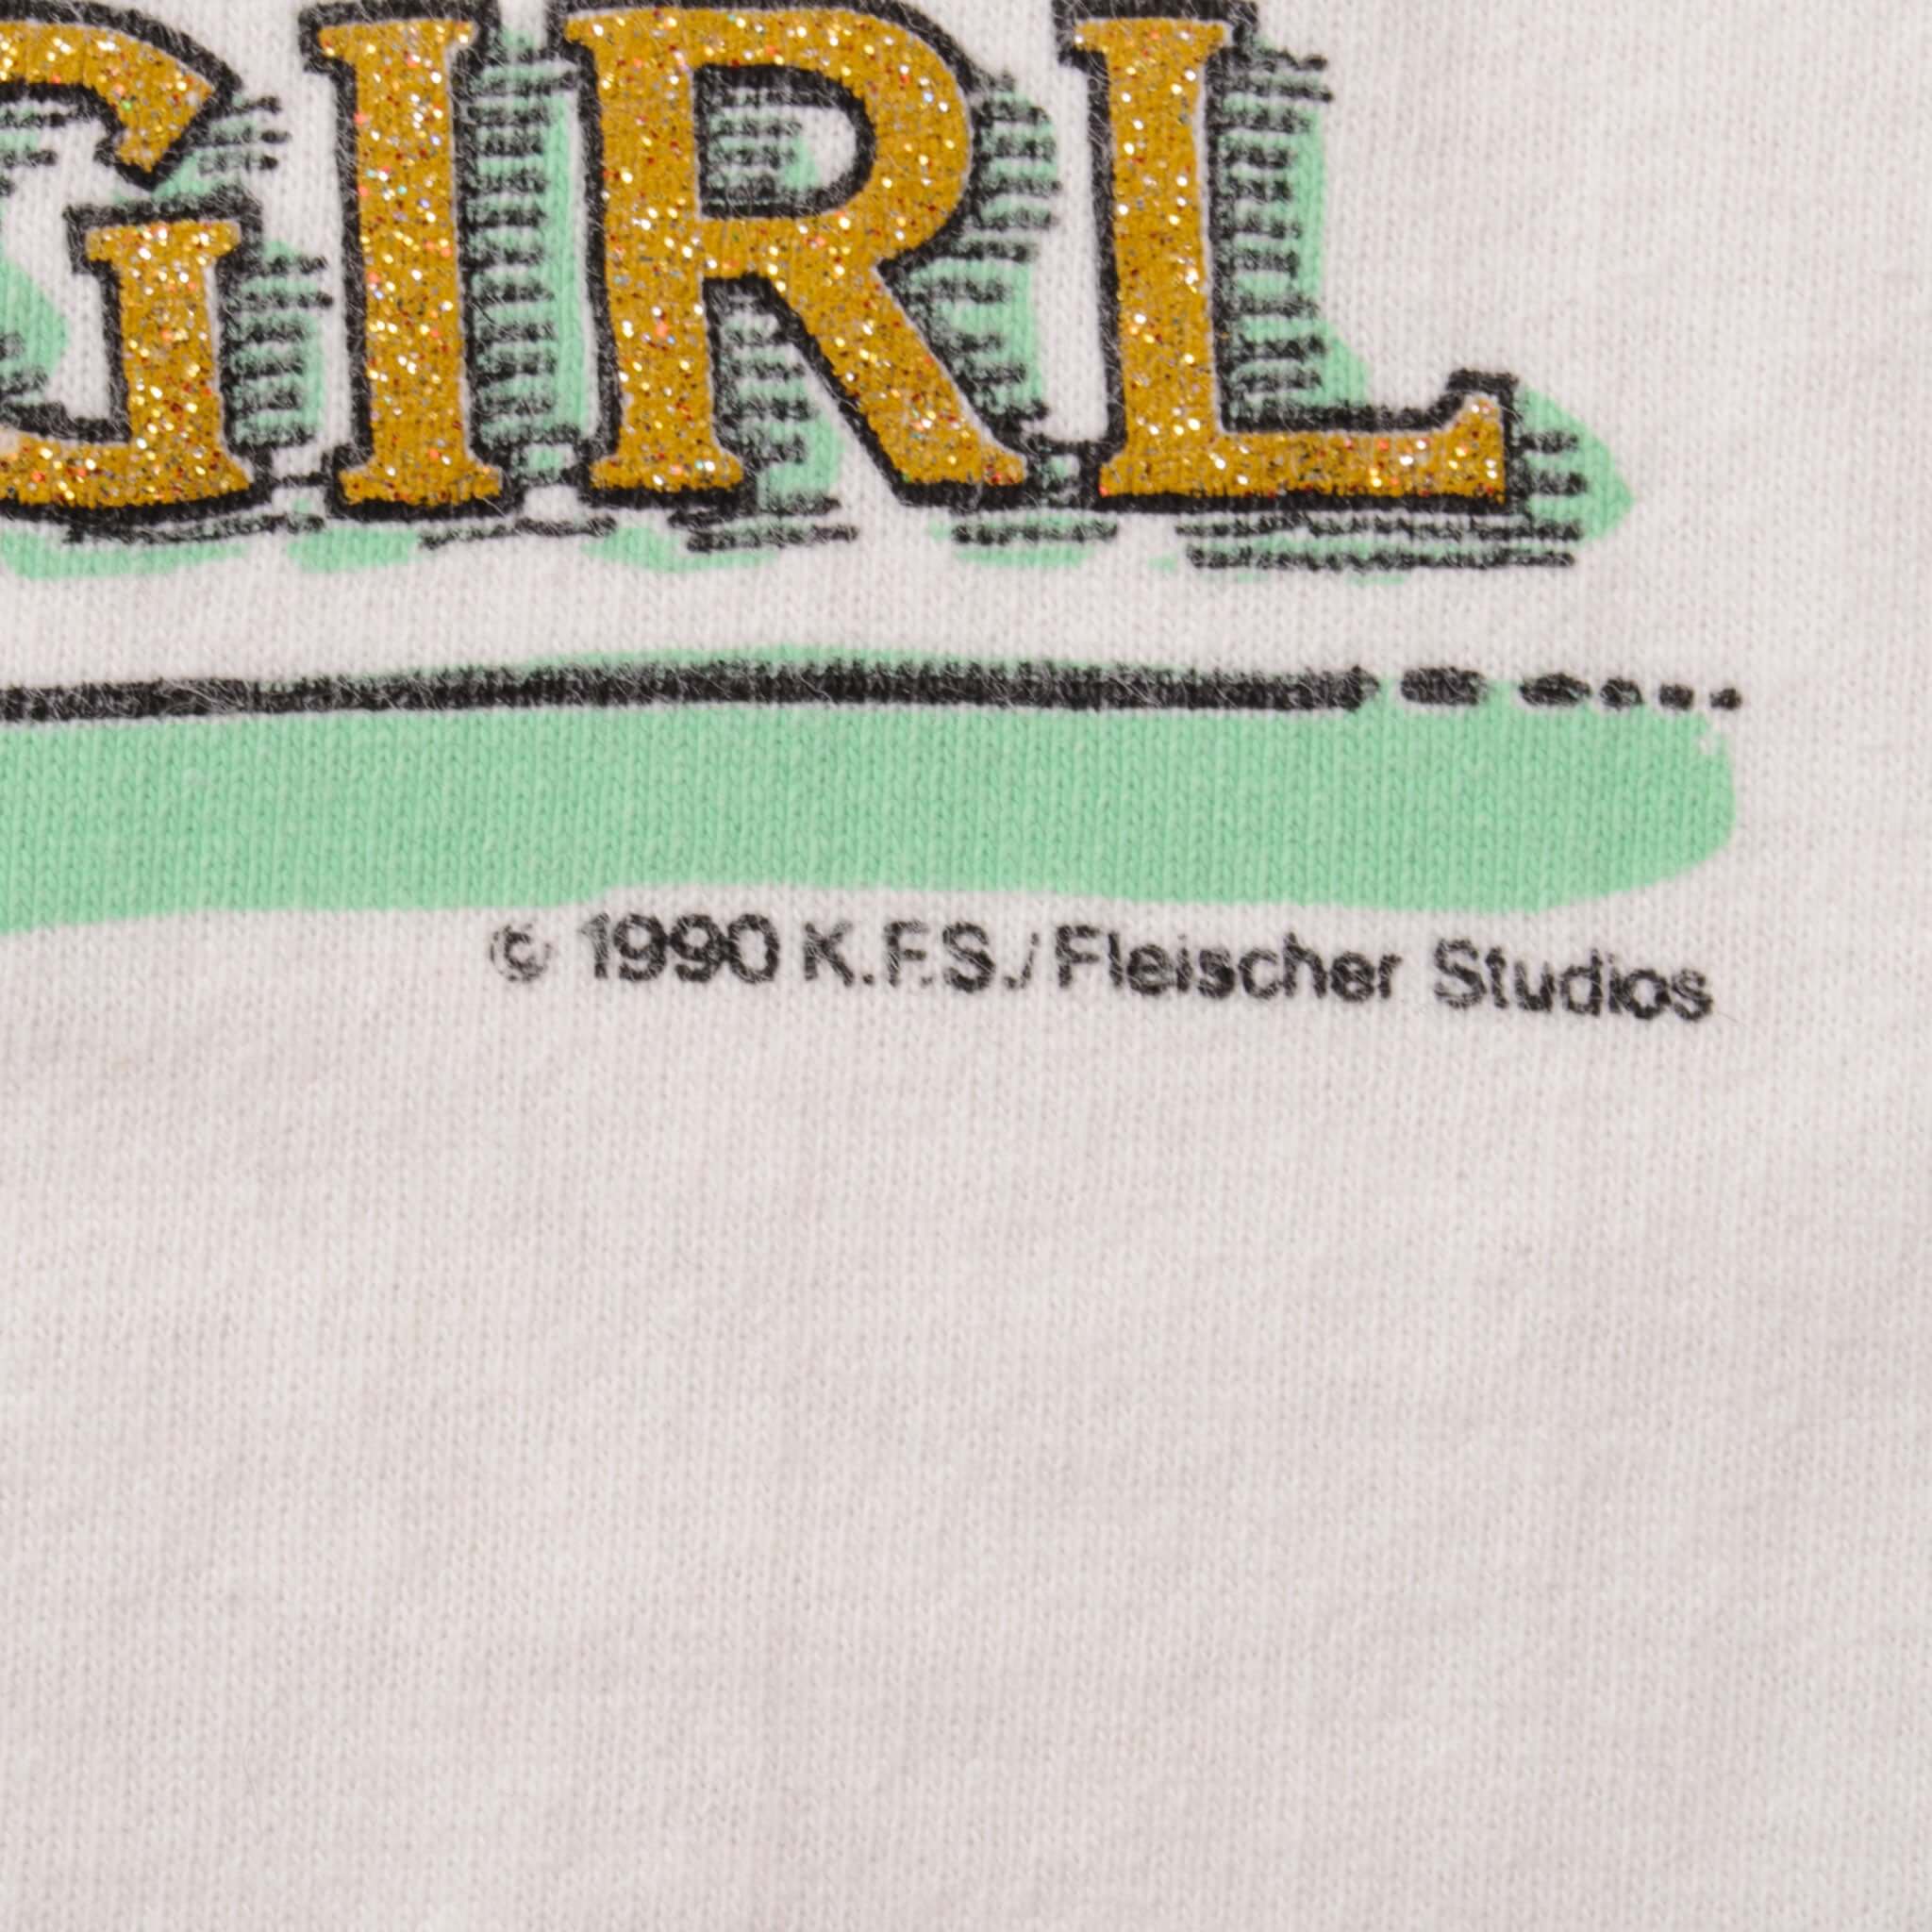 GIRL
© 1990 K.F.S./Fleischer Studios